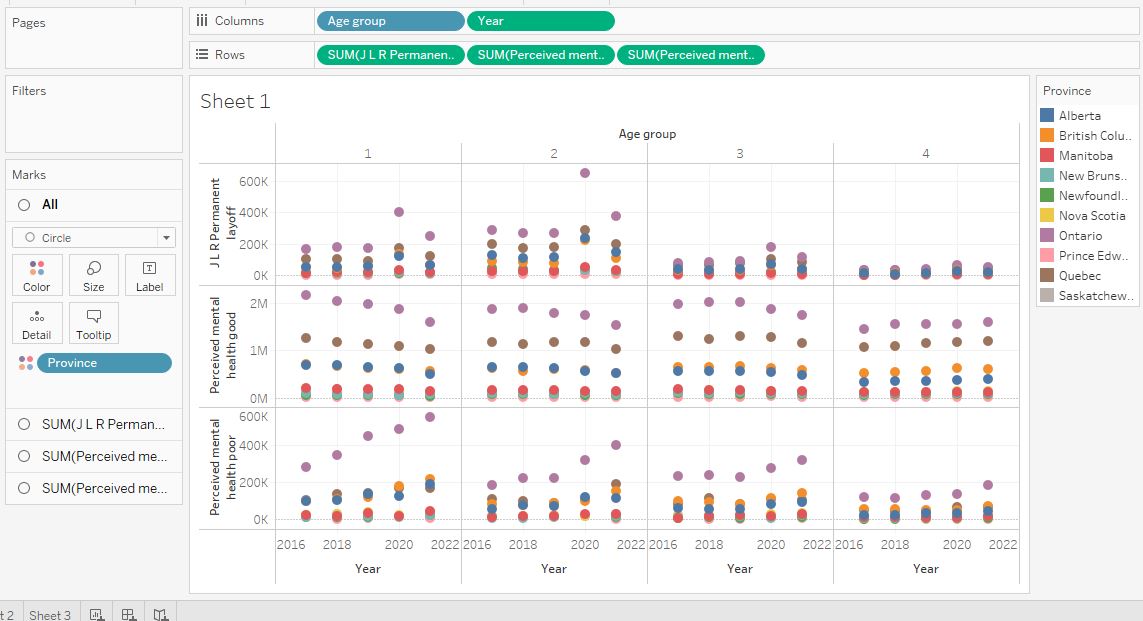 Pages
Columns
Age group
Year
Rows
SUM(J L R Permanen..
SUM(Perceived ment..
SUM(Perceived ment..
Filters
Marks
All
Circle
Color
Size
Label
Detail
Tooltip
Province
SUM(J L R Perman...
SUM(Perceived me...
SUM(Perceived me...
Sheet 1
Age group
1 2 3 4
J L R Permanent
layoff
600K
400K
200K
0K
Perceived mental
health good
2M
1M
0M
Perceived mental
health poor
600K
400K
200K
0K
2016 2018 2020 2022 2016 2018 2020 2022 2016 2018 2020 2022 2016 2018 2020 2022
Year Year Year Year
Province
Alberta
British Colu..
Manitoba
New Bruns..
Newfoundl..
Nova Scotia
Ontario
Prince Edw..
Quebec
Saskatchew..
t 2
Sheet 3